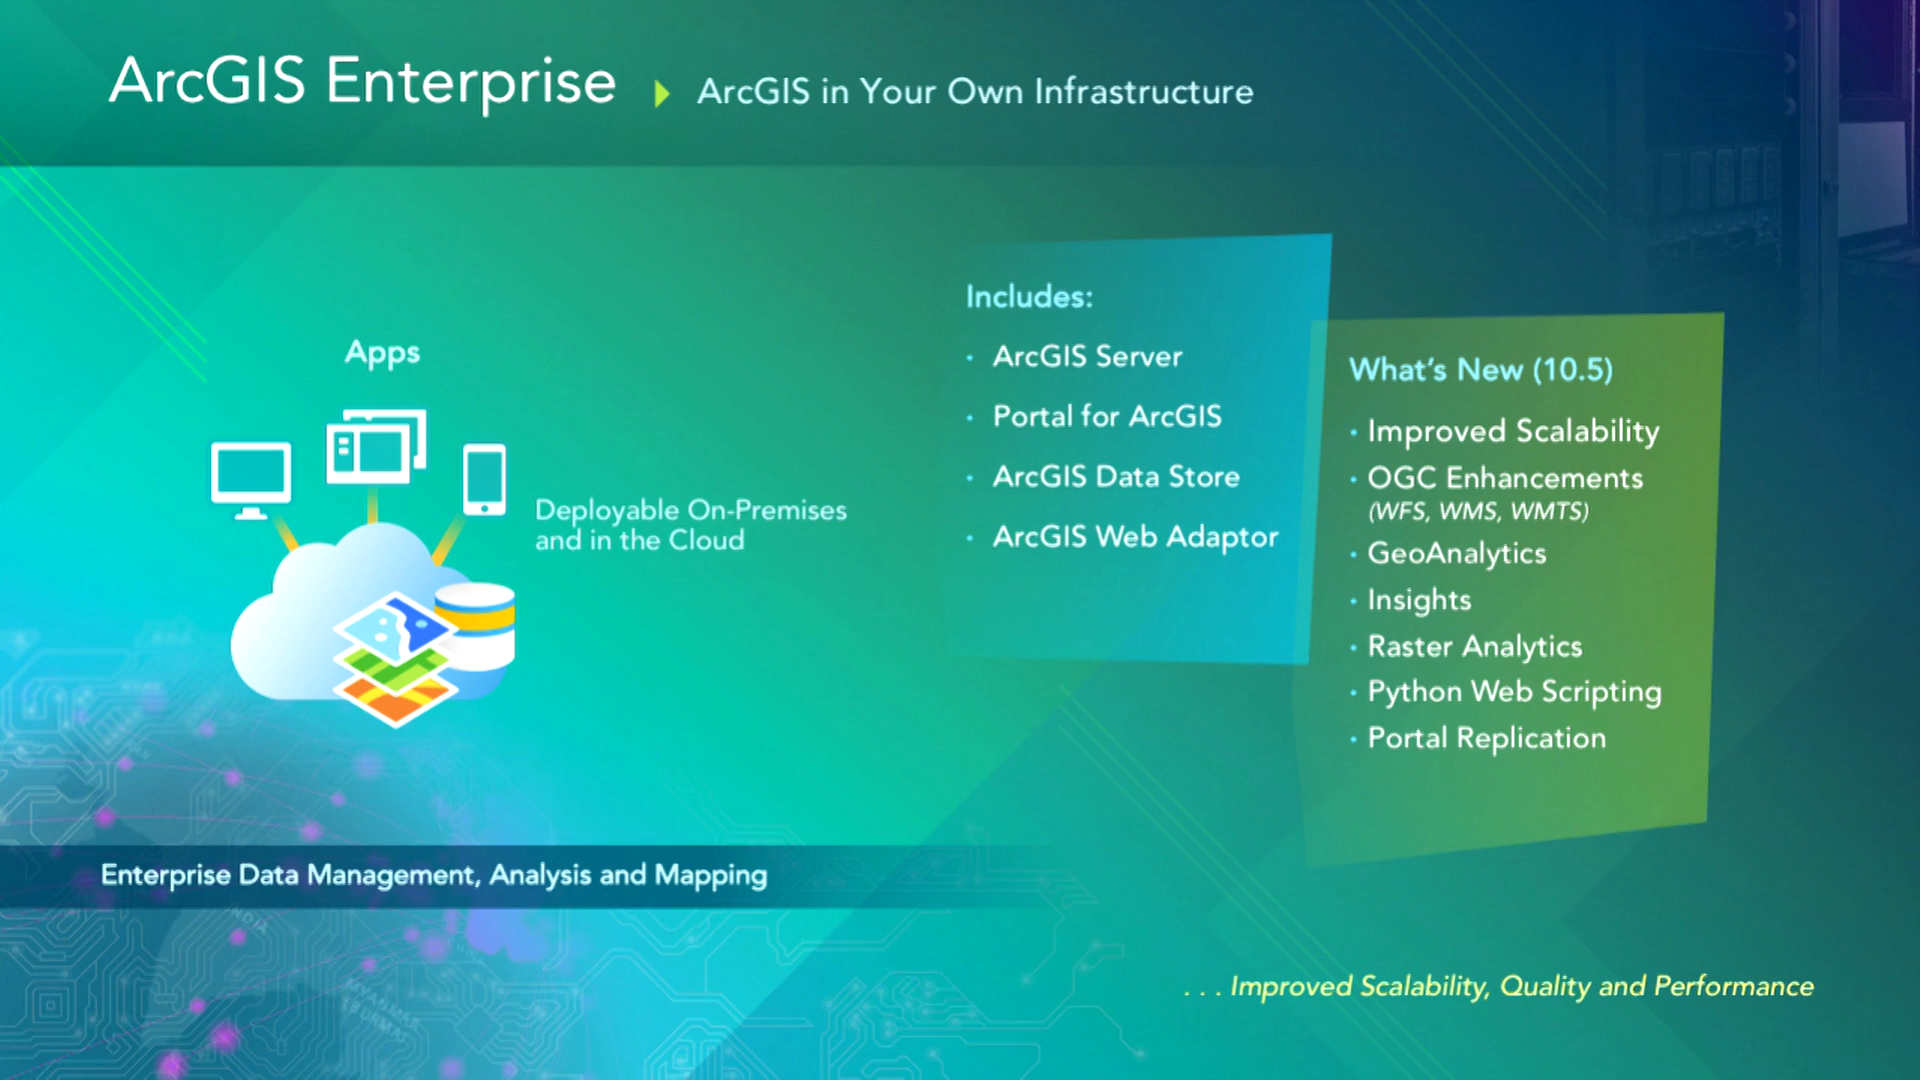 ArcGIS Enterprise
ArcGIS in Your Own Infrastructure
Apps
Deployable On-Premises
and in the Cloud
Includes:
• ArcGIS Server
• Portal for ArcGIS
• ArcGIS Data Store
• ArcGIS Web Adaptor
What's New (10.5)
• Improved Scalability
• OGC Enhancements
(WFS, WMS, WMTS)
• GeoAnalytics
• Insights
• Raster Analytics
• Python Web Scripting
• Portal Replication
Enterprise Data Management, Analysis and Mapping
INDIA
. . . Improved Scalability, Quality and Performance